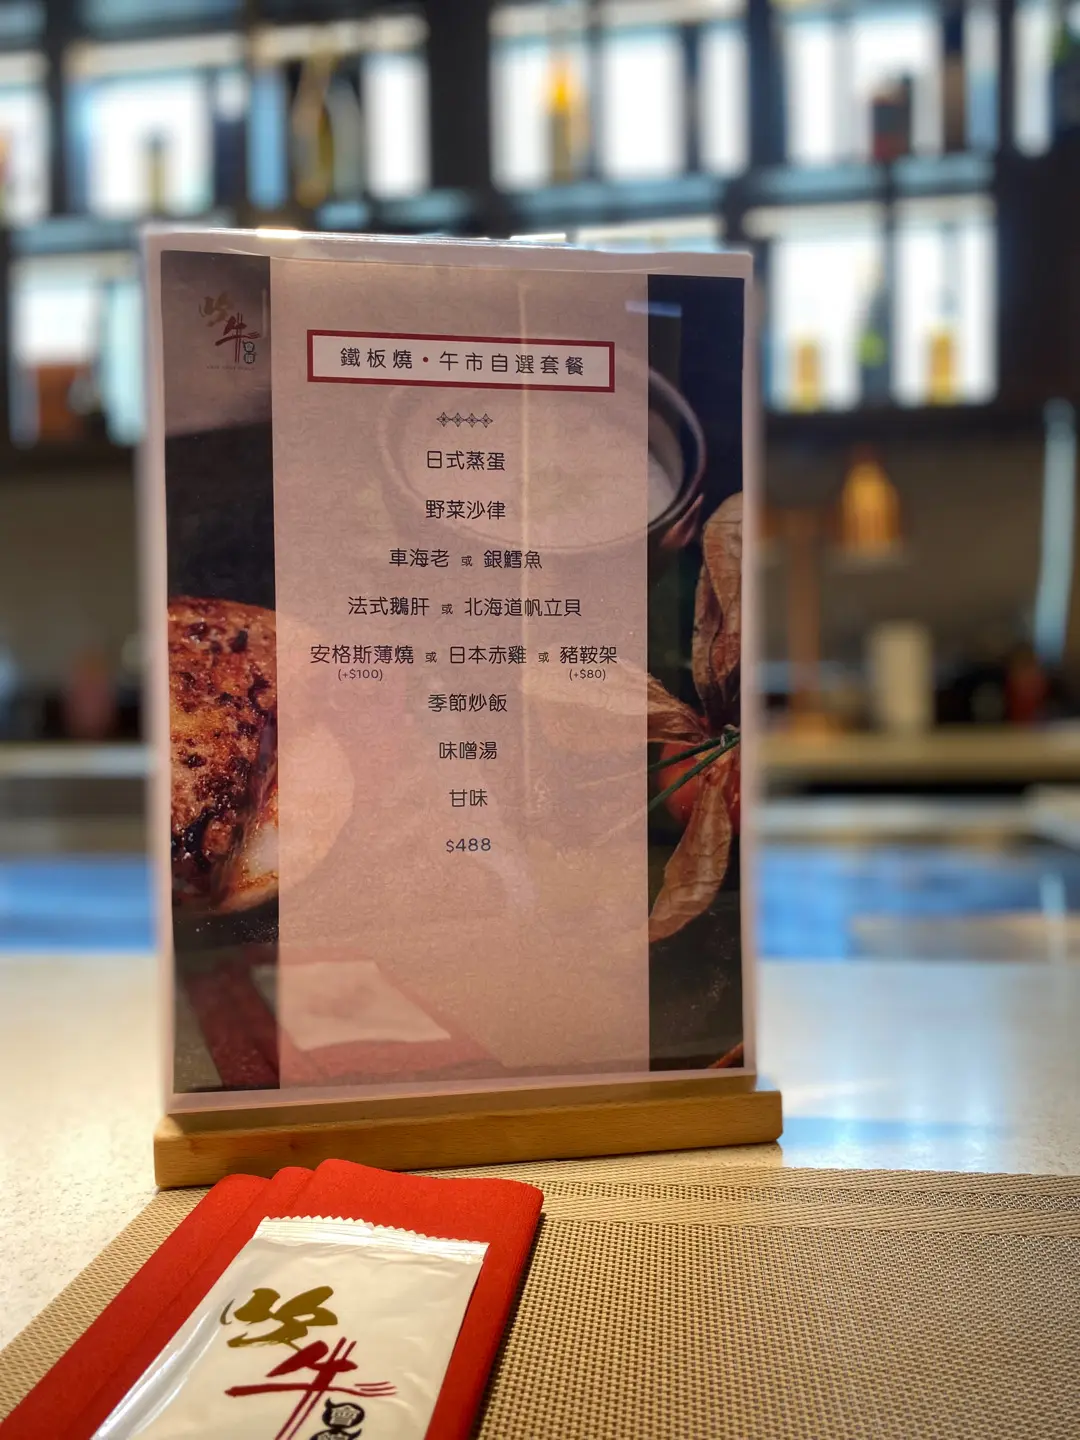 鐵板燒・午市自選套餐
日式蒸蛋
野菜沙律
車海老 或 銀鱈魚
法式鵝肝 或 北海道帆立貝
安格斯薄燒 或 日本赤雞 或 豬鞍架
(+$100) (+$80)
季節炒飯
味噌湯
甘味
$488
牛